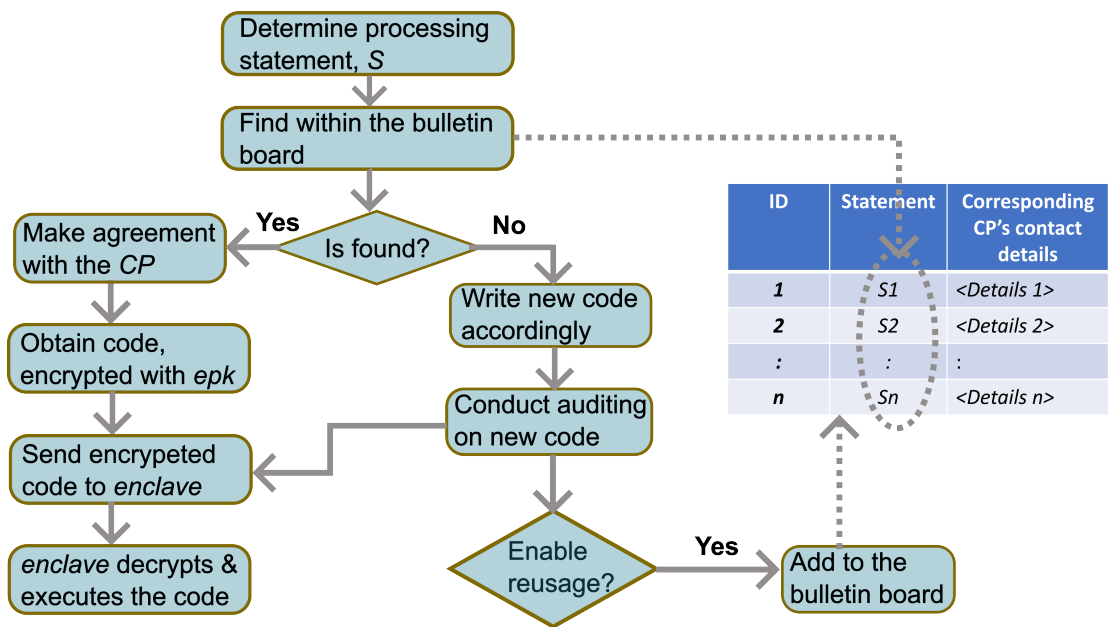 Determine processing
statement, S
Find within the bulletin
board
Is found?
Yes
No
Make agreement
with the CP
Obtain code,
encrypted with epk
Send encrypeted
code to enclave
enclave decrypts &
executes the code
Write new code
accordingly
Conduct auditing
on new code
Enable
reusage?
Yes
Add to the
bulletin board
ID Statement Corresponding
CP's contact
details
1 S1 <Details 1>
2 S2 <Details 2>
: : :
n Sn <Details n>